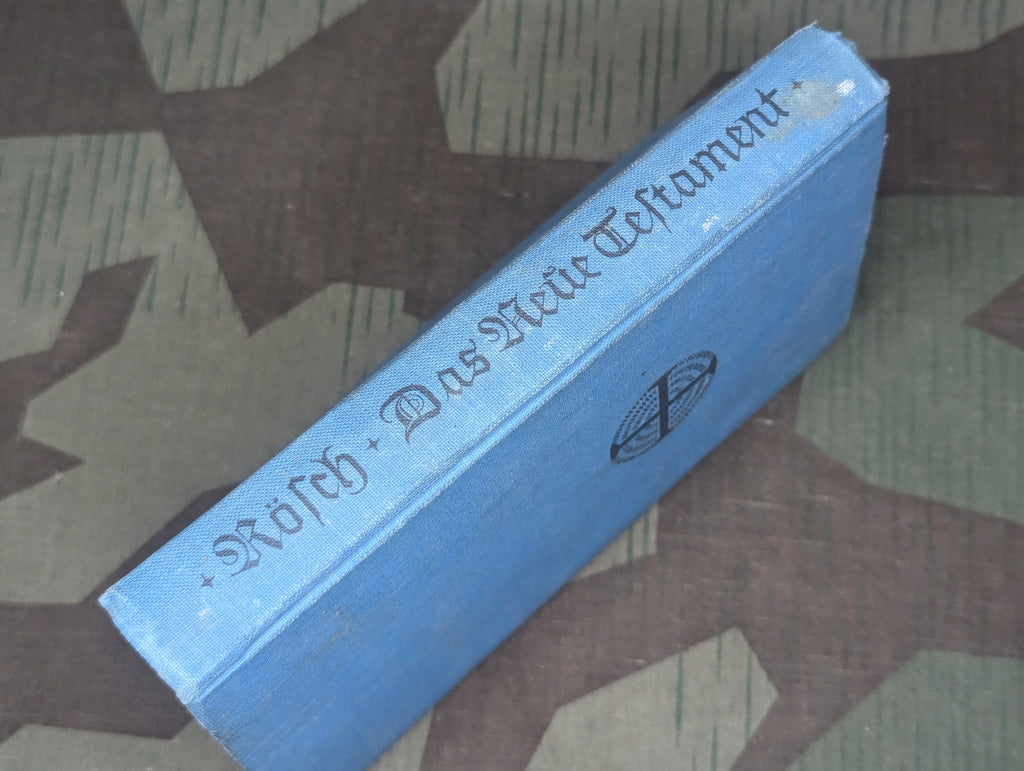 Rösch ✦ Das Neue Testament